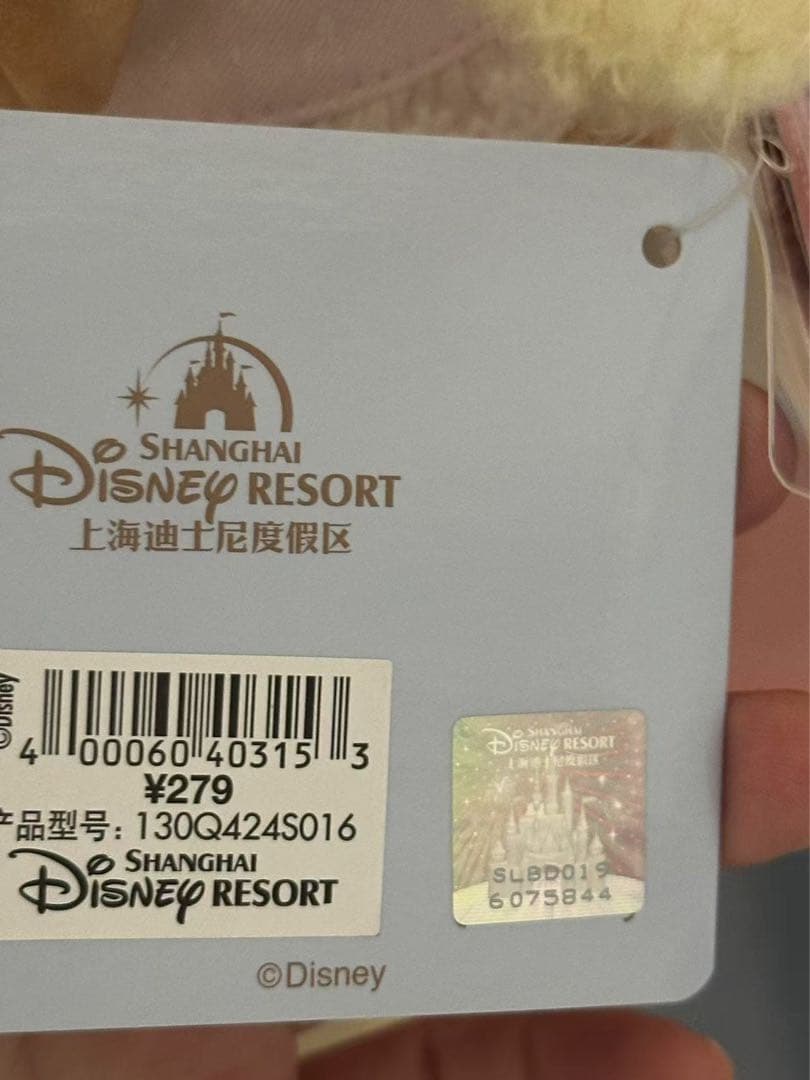 SHANGHAI
DISNEY RESORT
上海迪士尼度假区
©Disney
4 00060 40315 3
¥279
产品型号：130Q424S016
SHANGHAI
DISNEY RESORT
SHANGHAI
DISNEY RESORT
上海迪士尼度假区
SLBD019
6075844
©Disney